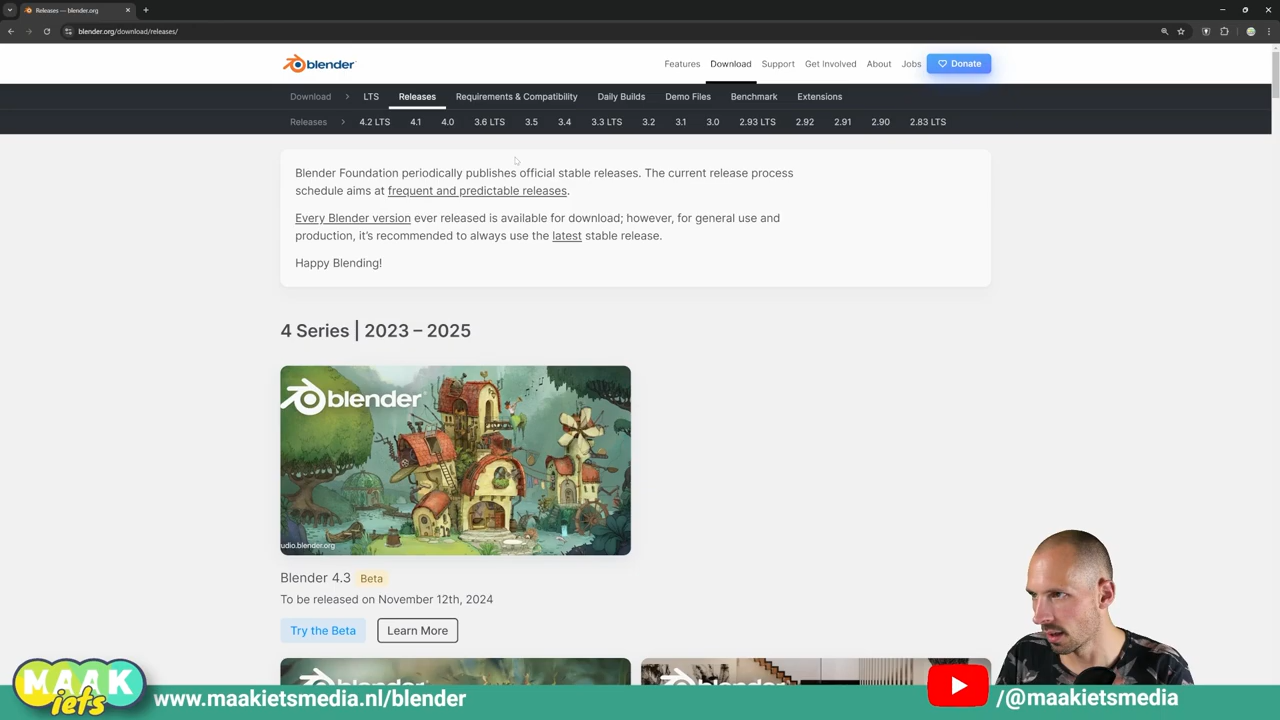 Releases — blender.org
blender.org/download/releases/
blender
Features Download Support Get Involved About Jobs Donate
Download > LTS Releases Requirements & Compatibility Daily Builds Demo Files Benchmark Extensions
Releases > 4.2 LTS 4.1 4.0 3.6 LTS 3.5 3.4 3.3 LTS 3.2 3.1 3.0 2.93 LTS 2.92 2.91 2.90 2.83 LTS
Blender Foundation periodically publishes official stable releases. The current release process
schedule aims at frequent and predictable releases.
Every Blender version ever released is available for download; however, for general use and
production, it's recommended to always use the latest stable release.
Happy Blending!
4 Series | 2023 – 2025
blender
udio.blender.org
Blender 4.3 Beta
To be released on November 12th, 2024
Try the Beta Learn More
MAAK
iets
www.maakietsmedia.nl/blender
/@maakietsmedia